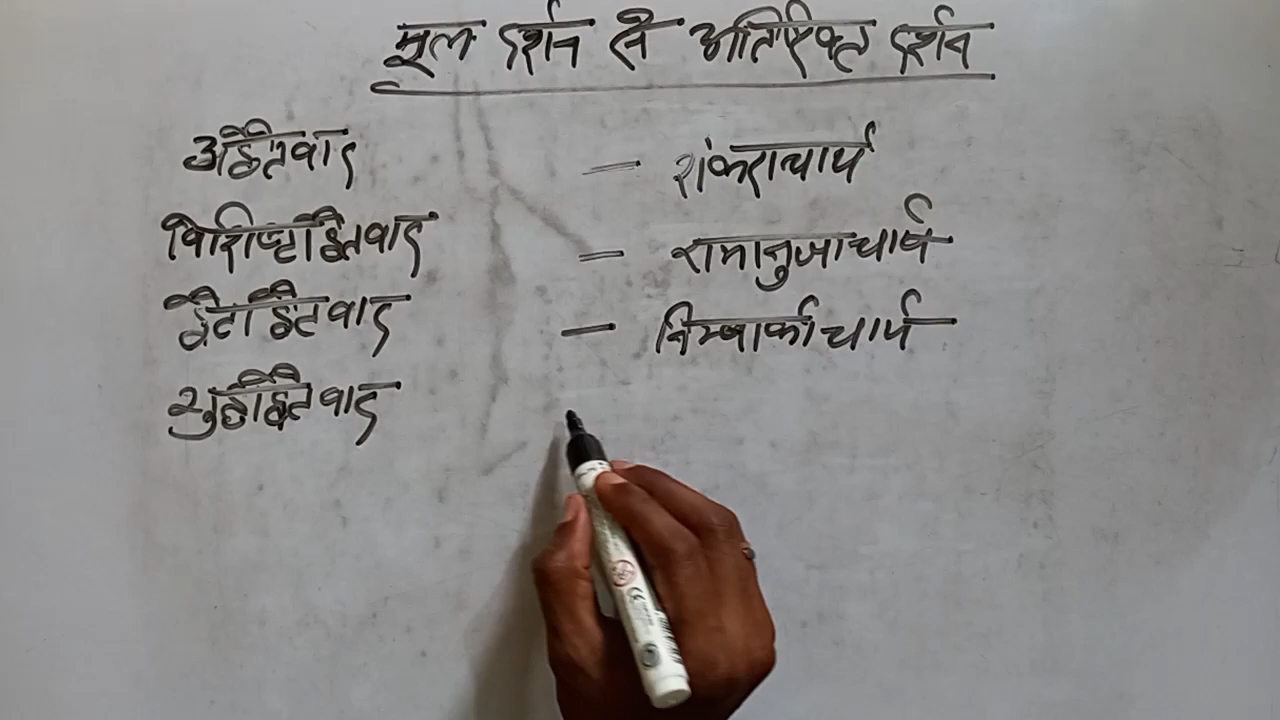 मूल दर्शन से अतिरिक्त दर्शन
अद्वैतवाद - शंकराचार्य
विशिष्टाद्वैतवाद - रामानुजाचार्य
द्वैताद्वैतवाद - निम्बार्काचार्य
शुद्धाद्वैतवाद